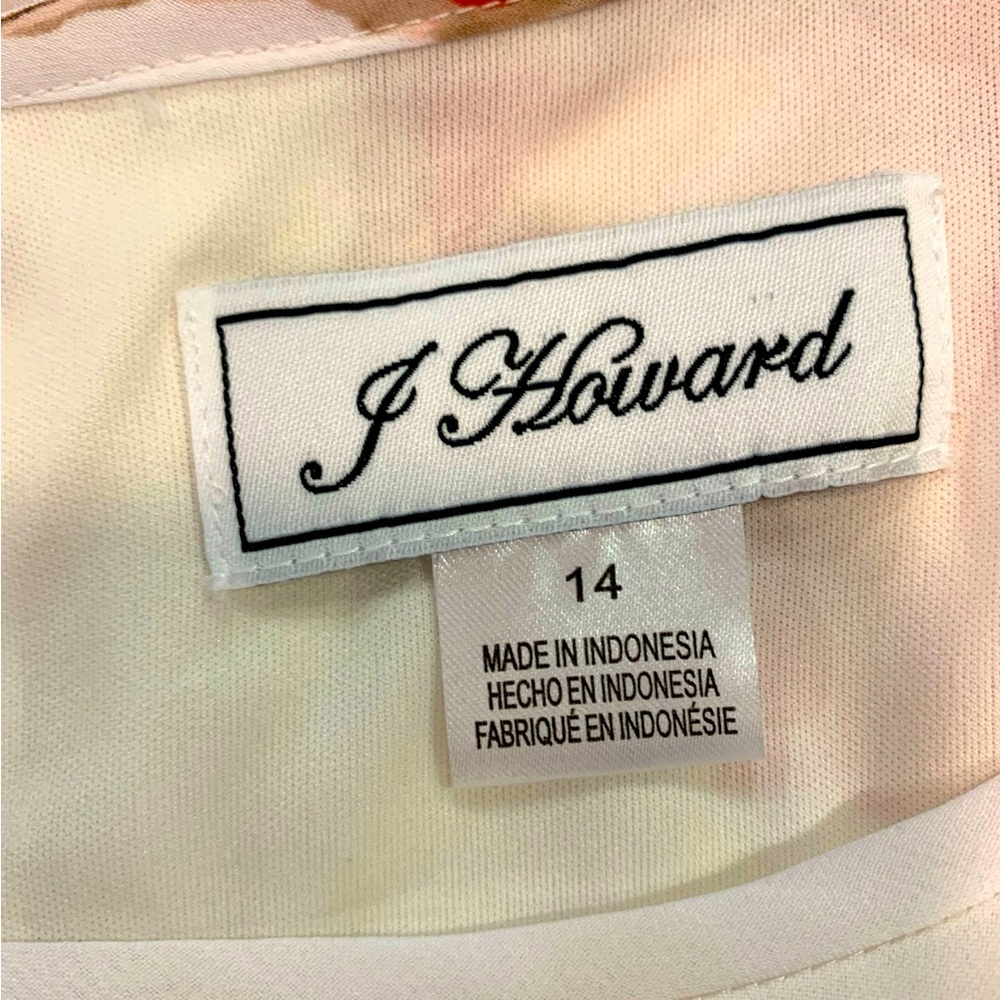 J Howard
14
MADE IN INDONESIA
HECHO EN INDONESIA
FABRIQUÉ EN INDONÉSIE